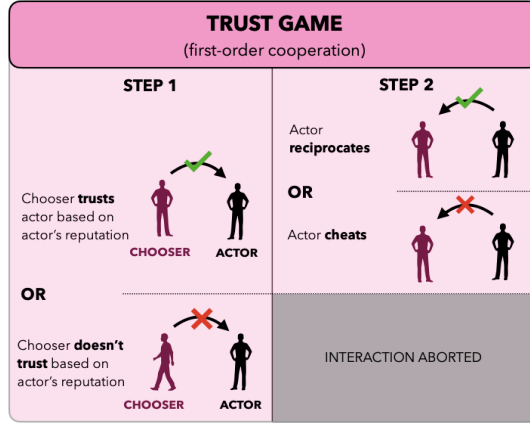 TRUST GAME
(first-order cooperation)
STEP 1
Chooser trusts
actor based on
actor's reputation
CHOOSER
ACTOR
OR
Chooser doesn't
trust based on
actor's reputation
CHOOSER
ACTOR
STEP 2
Actor
reciprocates
OR
Actor cheats
INTERACTION ABORTED